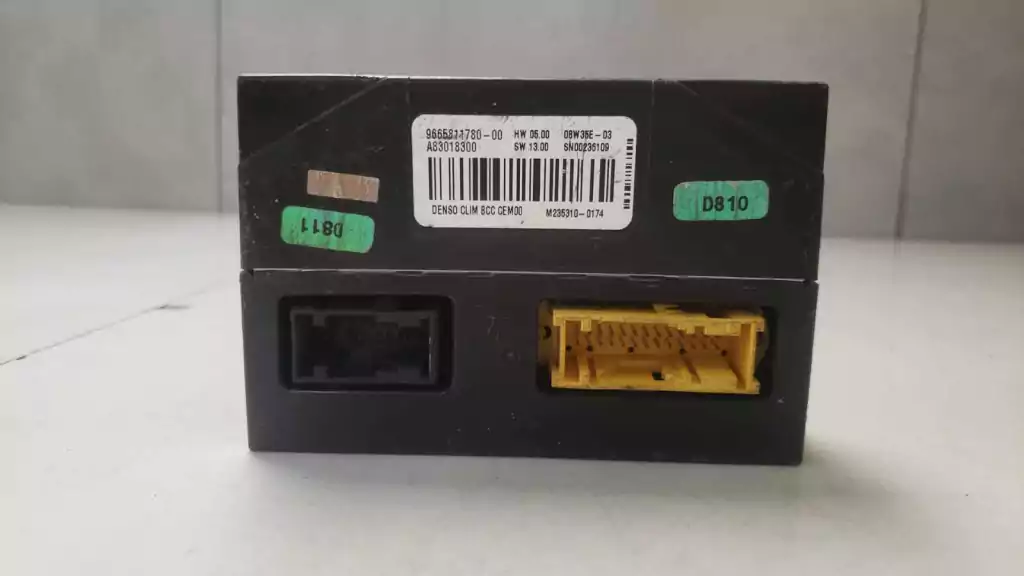 9665811780-00 HW 05.00 08W35E-03
A83018300 SW 13.00 SN00236109
DENSO CLIM BCC CEM00 M235310-0174
D811
D810